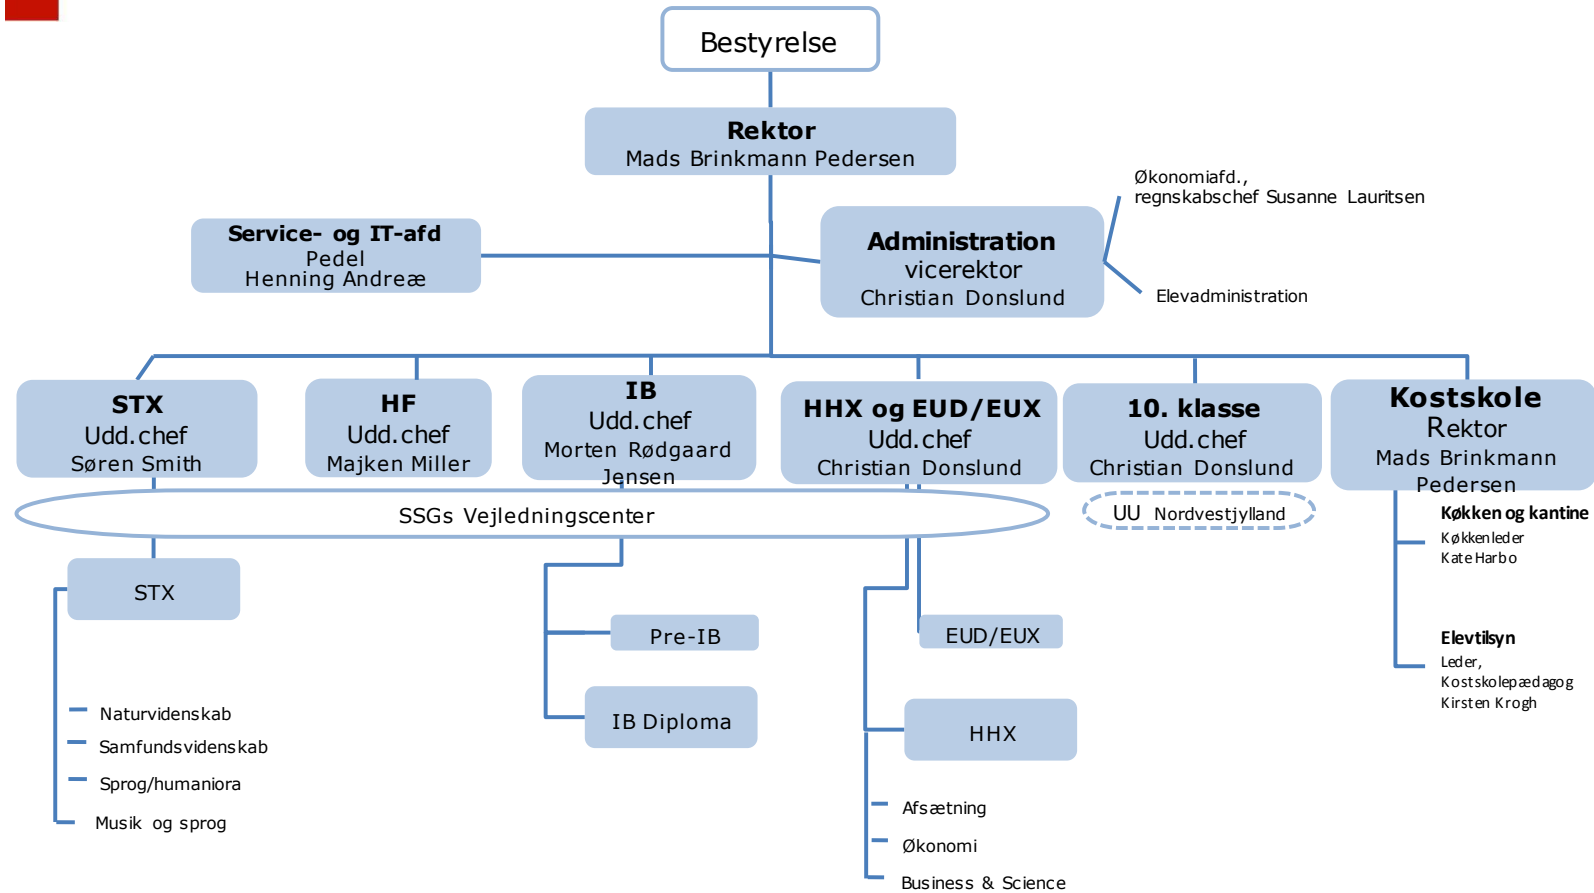 Bestyrelse
Rektor
Mads Brinkmann Pedersen
Økonomiafd.,
regnskabschef Susanne Lauritsen
Service- og IT-afd
Pedel
Henning Andreæ
Administration
vicerektor
Christian Donslund
Elevadministration
STX
Udd.chef
Søren Smith
HF
Udd.chef
Majken Miller
IB
Udd.chef
Morten Rødgaard
Jensen
HHX og EUD/EUX
Udd.chef
Christian Donslund
10. klasse
Udd.chef
Christian Donslund
Kostskole
Rektor
Mads Brinkmann
Pedersen
SSGs Vejledningscenter
UU Nordvestjylland
Køkken og kantine
Køkkenleder
Kate Harbo
STX
Pre-IB
EUD/EUX
Elevtilsyn
Leder,
Kostskolepædagog
Kirsten Krogh
IB Diploma
HHX
Naturvidenskab
Samfundsvidenskab
Sprog/humaniora
Musik og sprog
Afsætning
Økonomi
Business & Science